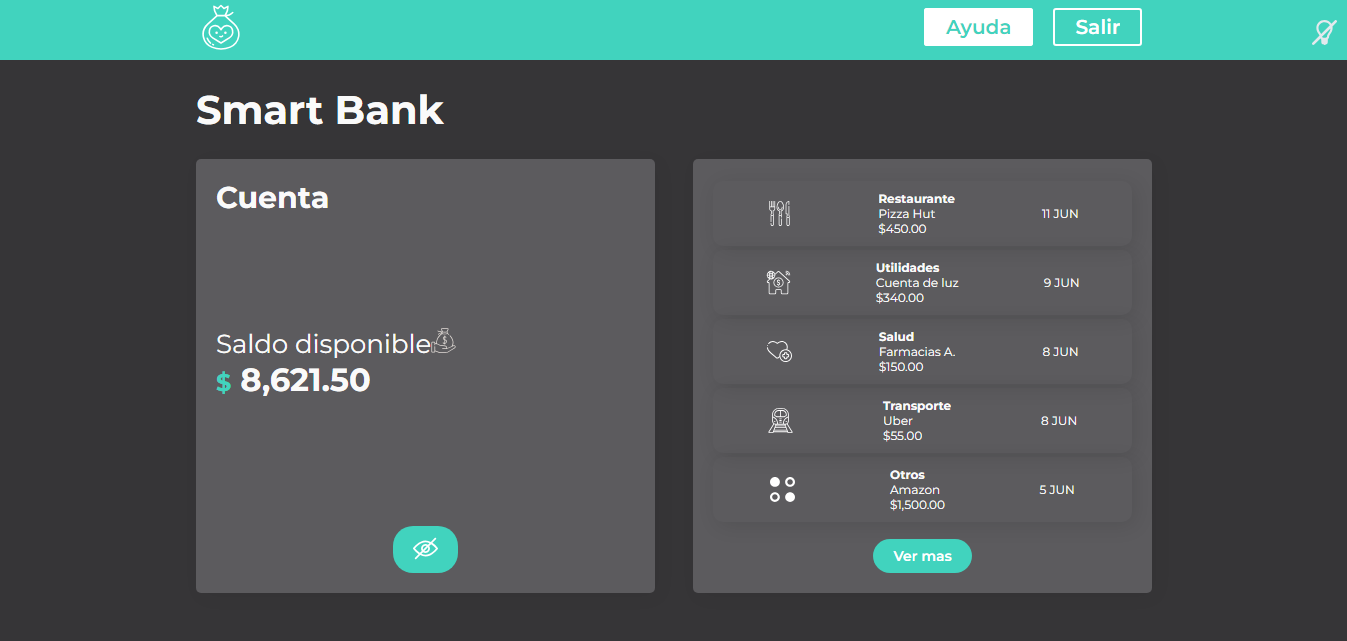 Ayuda
Salir
Smart Bank
Cuenta
Saldo disponible
$ 8,621.50
Restaurante
Pizza Hut
$450.00
11 JUN
Utilidades
Cuenta de luz
$340.00
9 JUN
Salud
Farmacias A.
$150.00
8 JUN
Transporte
Uber
$55.00
8 JUN
Otros
Amazon
$1,500.00
5 JUN
Ver mas